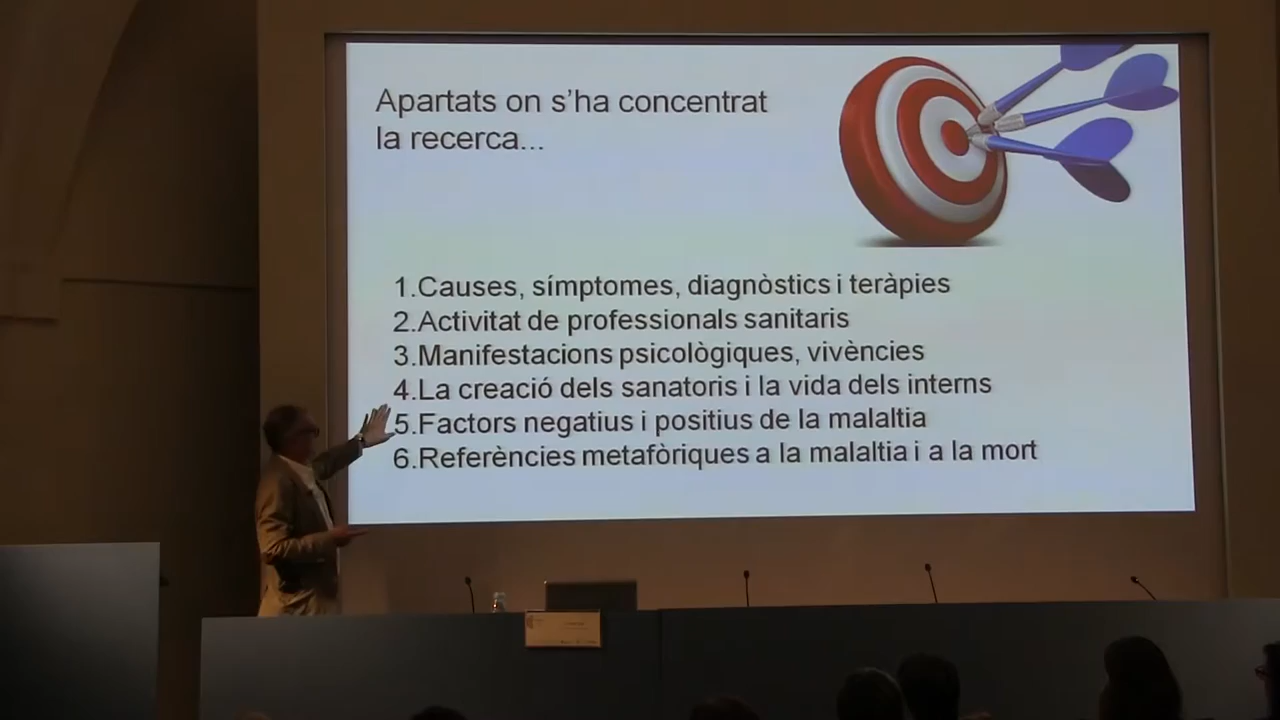 Apartats on s’ha concentrat
la recerca...
1.Causes, símptomes, diagnòstics i teràpies
2.Activitat de professionals sanitaris
3.Manifestacions psicològiques, vivències
4.La creació dels sanatoris i la vida dels interns
5.Factors negatius i positius de la malaltia
6.Referències metafòriques a la malaltia i a la mort